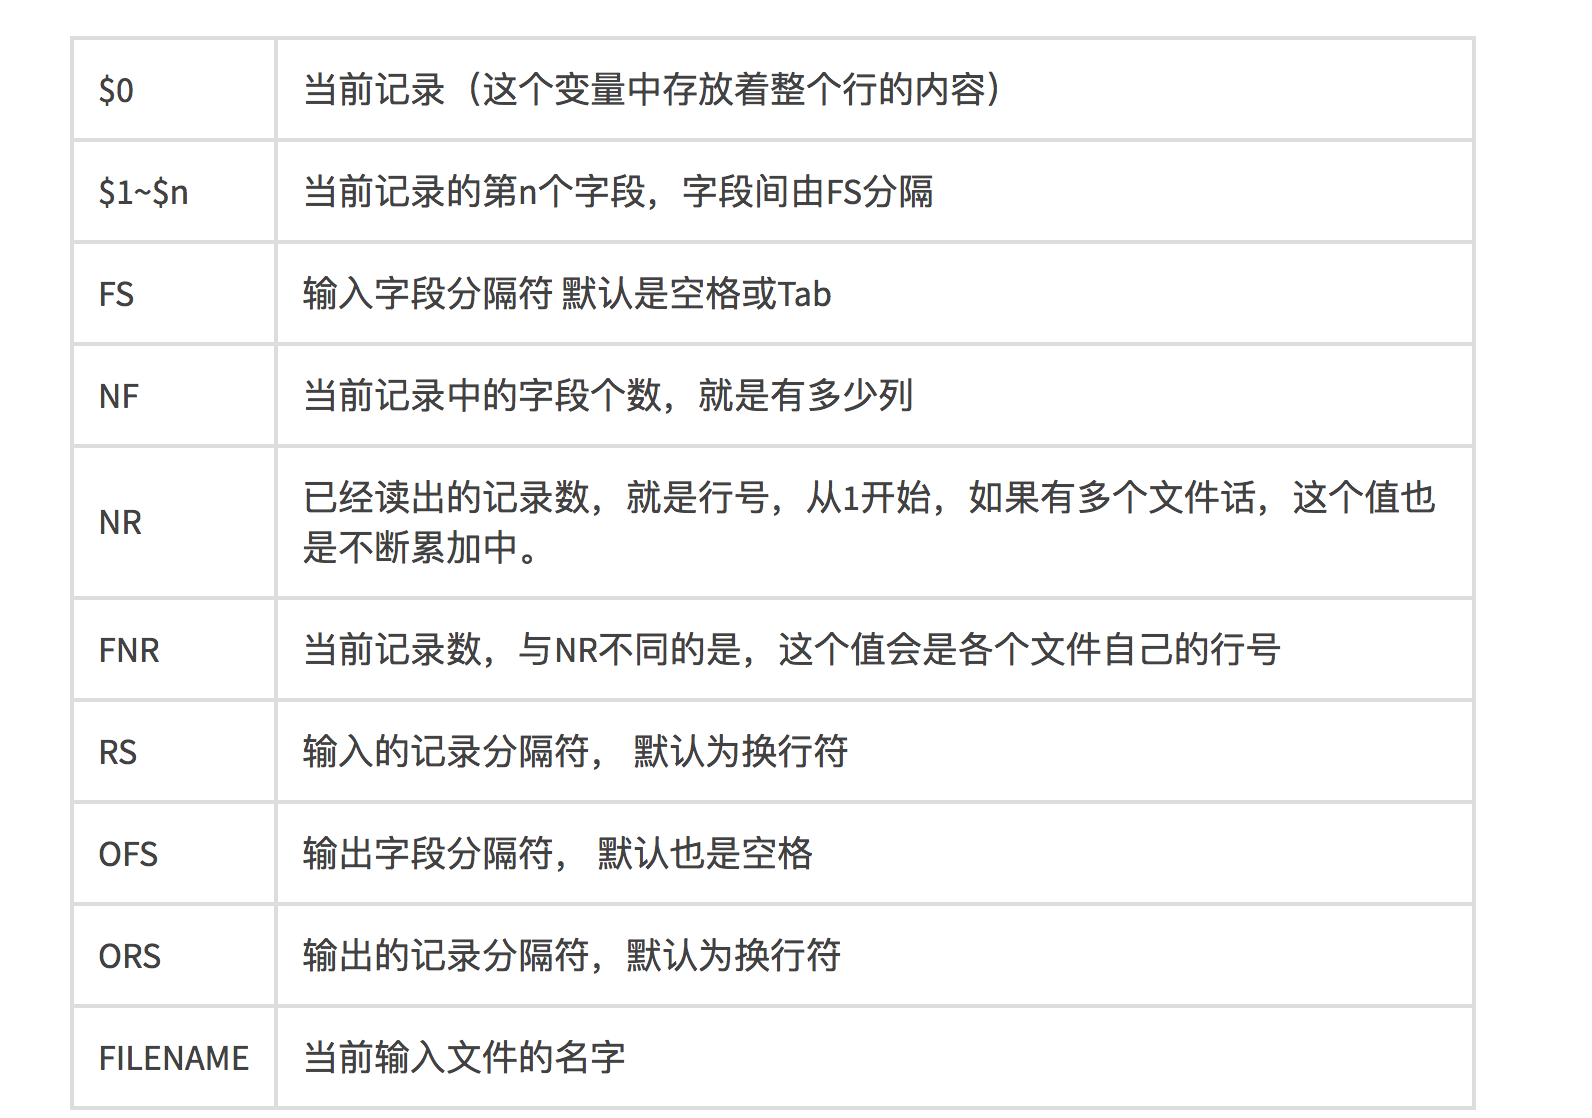 $0 当前记录（这个变量中存放着整个行的内容）
$1~$n 当前记录的第n个字段，字段间由FS分隔
FS 输入字段分隔符 默认是空格或Tab
NF 当前记录中的字段个数，就是有多少列
NR 已经读出的记录数，就是行号，从1开始，如果有多个文件话，这个值也
是不断累加中。
FNR 当前记录数，与NR不同的是，这个值会是各个文件自己的行号
RS 输入的记录分隔符， 默认为换行符
OFS 输出字段分隔符， 默认也是空格
ORS 输出的记录分隔符，默认为换行符
FILENAME 当前输入文件的名字